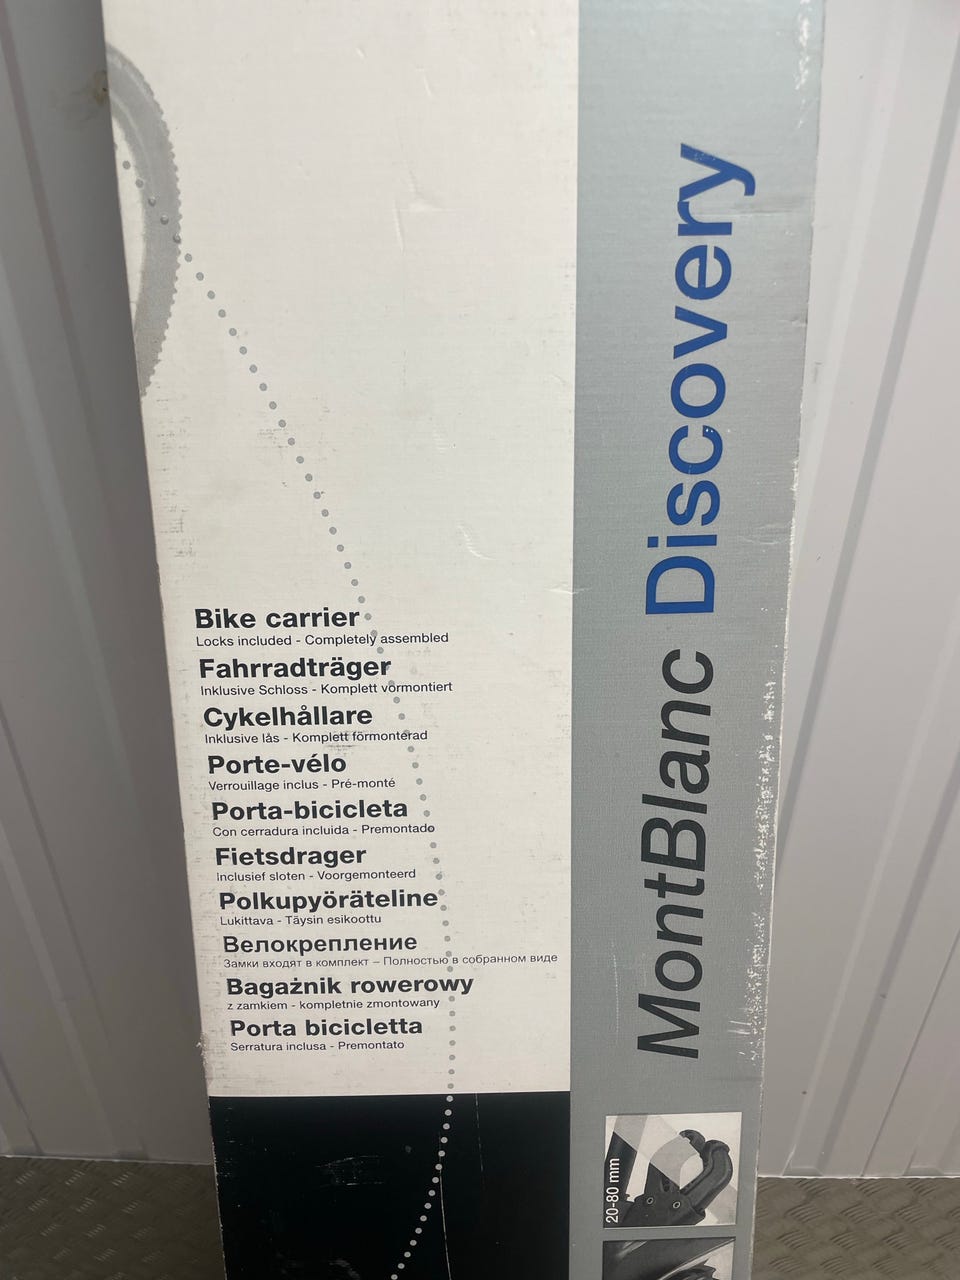 Bike carrier
Locks included - Completely assembled
Fahrradträger
Inklusive Schloss - Komplett vormontiert
Cykelhållare
Inklusive lås - Komplett förmonterad
Porte-vélo
Verrouillage inclus - Pré-monté
Porta-bicicleta
Con cerradura incluida - Premontado
Fietsdrager
Inclusief sloten - Voorgemonteerd
Polkupyöräteline
Lukittava - Täysin esikoottu
Велокрепление
Замки входят в комплект – Полностью в собранном виде
Bagażnik rowerowy
z zamkiem - kompletnie zmontowany
Porta bicicletta
Serratura inclusa - Premontato
MontBlanc Discovery
20-80 mm